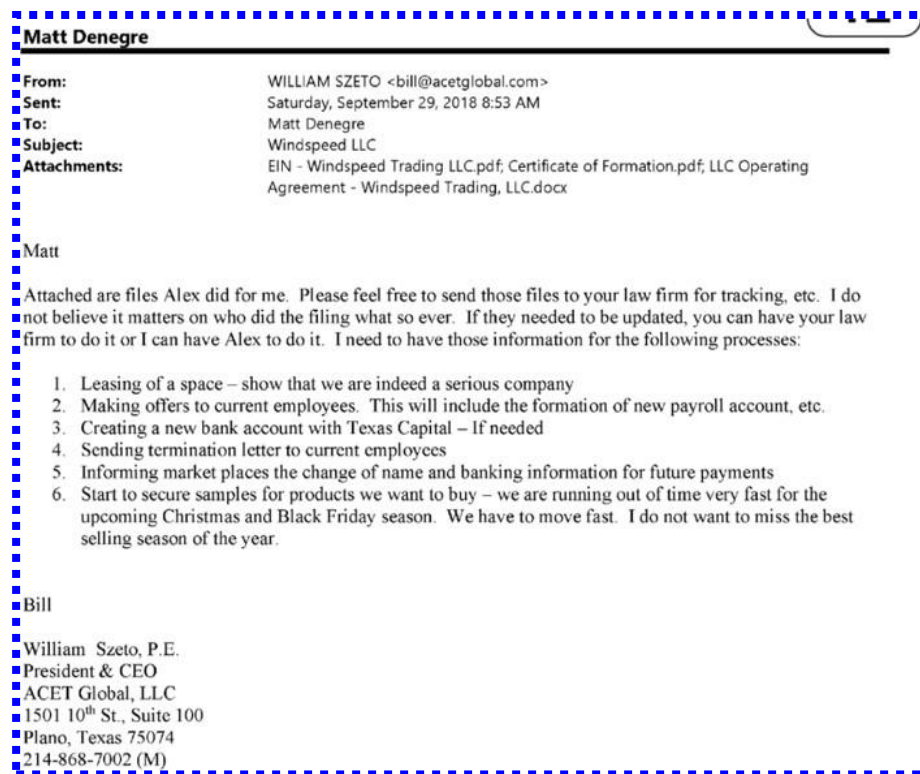 Matt Denegre
From: WILLIAM SZETO <bill@acetglobal.com>
Sent: Saturday, September 29, 2018 8:53 AM
To: Matt Denegre
Subject: Windspeed LLC
Attachments: EIN - Windspeed Trading LLC.pdf; Certificate of Formation.pdf; LLC Operating
Agreement - Windspeed Trading, LLC.docx
Matt
Attached are files Alex did for me. Please feel free to send those files to your law firm for tracking, etc. I do
not believe it matters on who did the filing what so ever. If they needed to be updated, you can have your law
firm to do it or I can have Alex to do it. I need to have those information for the following processes:
1. Leasing of a space – show that we are indeed a serious company
2. Making offers to current employees. This will include the formation of new payroll account, etc.
3. Creating a new bank account with Texas Capital – If needed
4. Sending termination letter to current employees
5. Informing market places the change of name and banking information for future payments
6. Start to secure samples for products we want to buy – we are running out of time very fast for the
upcoming Christmas and Black Friday season. We have to move fast. I do not want to miss the best
selling season of the year.
Bill
William Szeto, P.E.
President & CEO
ACET Global, LLC
1501 10th St., Suite 100
Plano, Texas 75074
214-868-7002 (M)